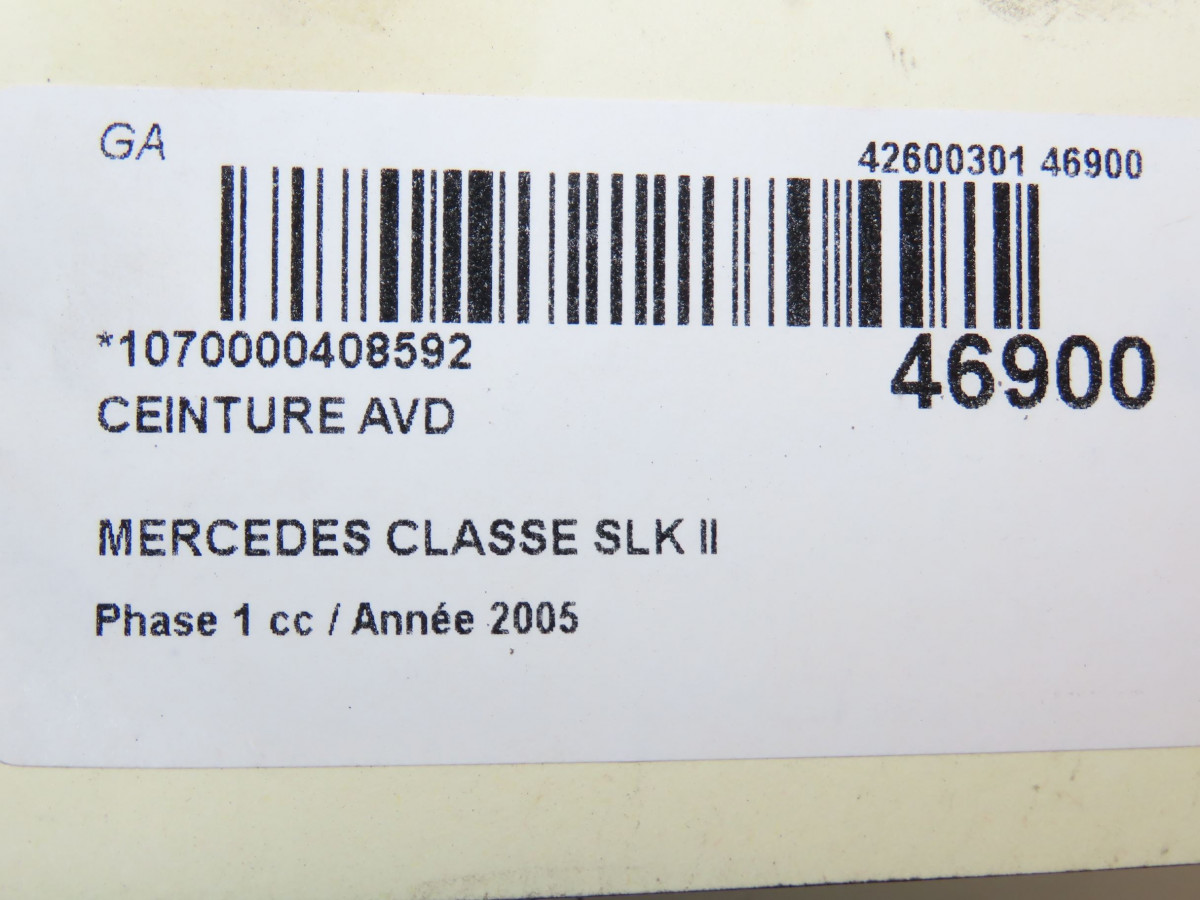 GA
42600301 46900
*1070000408592
46900
CEINTURE AVD
MERCEDES CLASSE SLK II
Phase 1 cc / Année 2005